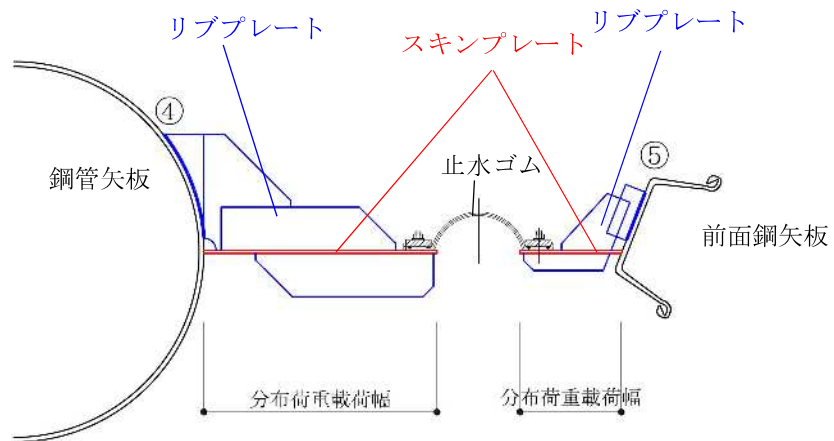 リブプレート
スキンプレート
リブプレート
④
⑤
鋼管矢板
止水ゴム
前面鋼矢板
分布荷重載荷幅
分布荷重載荷幅